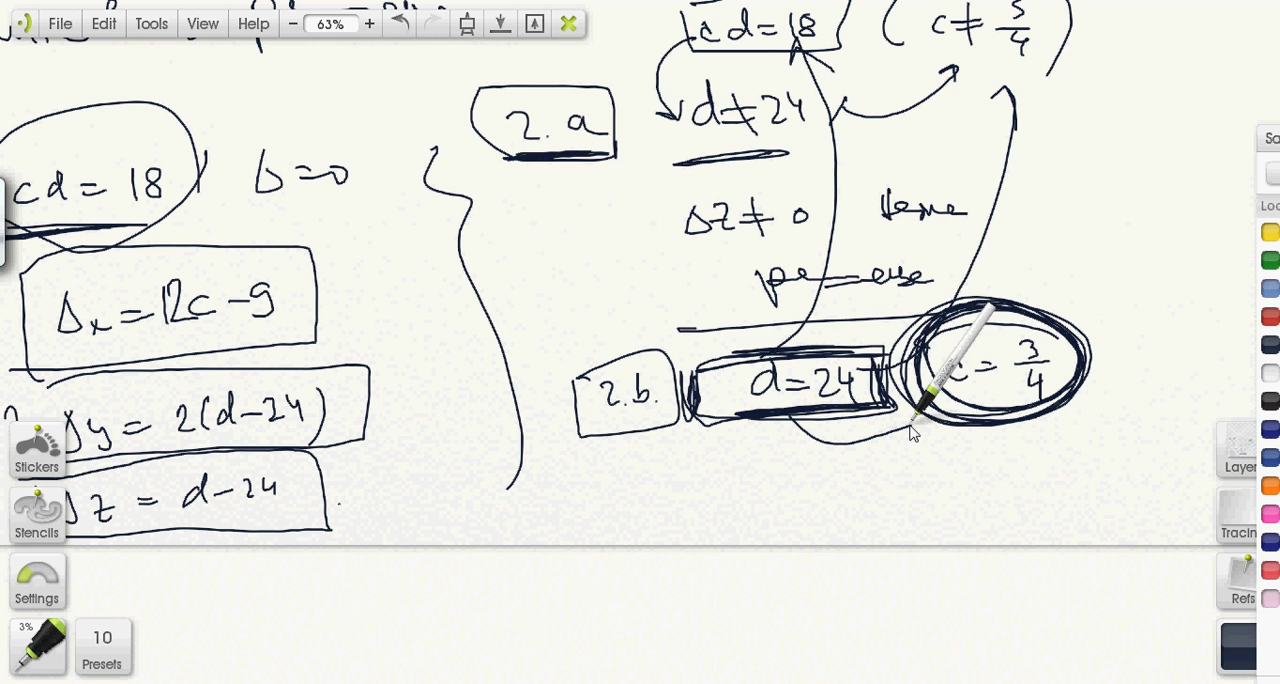 File Edit Tools View Help − 63% +
cd = 18 ( c ≠ 3/4 )
2. a
d ≠ 24
cd = 18 Δ = 0
Δz ≠ 0
Δx = 12c - 9
2.b. d = 24 c = 3/4
Δy = 2(d - 24)
Δz = d - 24
Stickers
Stencils
Settings
3%
10
Presets
Sa
Loc
Layer
Tracin
Refs